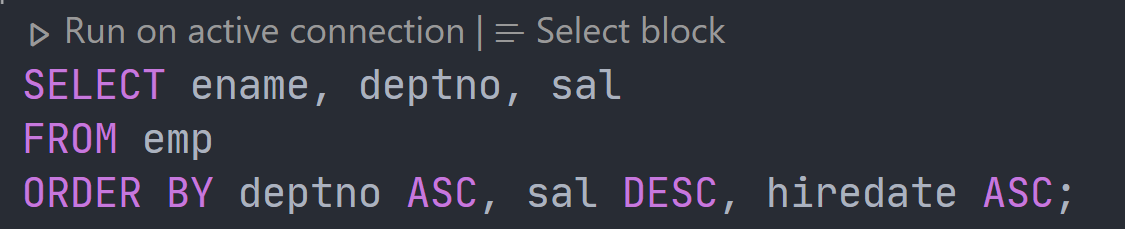 Run on active connection | Select block
SELECT ename, deptno, sal
FROM emp
ORDER BY deptno ASC, sal DESC, hiredate ASC;